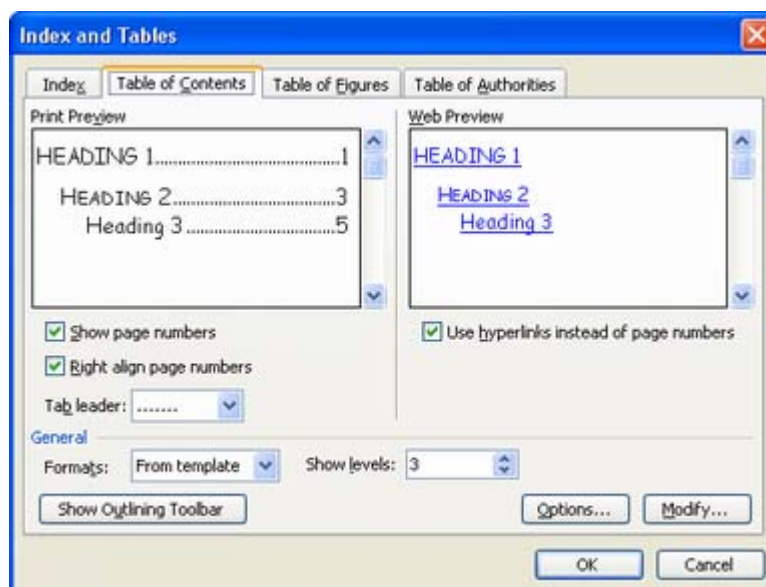 Index and Tables
Index Table of Contents Table of Figures Table of Authorities
Print Preview
HEADING 1...............................................1
HEADING 2.........................................3
Heading 3.....................................5
Web Preview
HEADING 1
HEADING 2
Heading 3
Show page numbers
Right align page numbers
Tab leader: .......
Use hyperlinks instead of page numbers
General
Formats: From template Show levels: 3
Show Outlining Toolbar Options... Modify...
OK Cancel